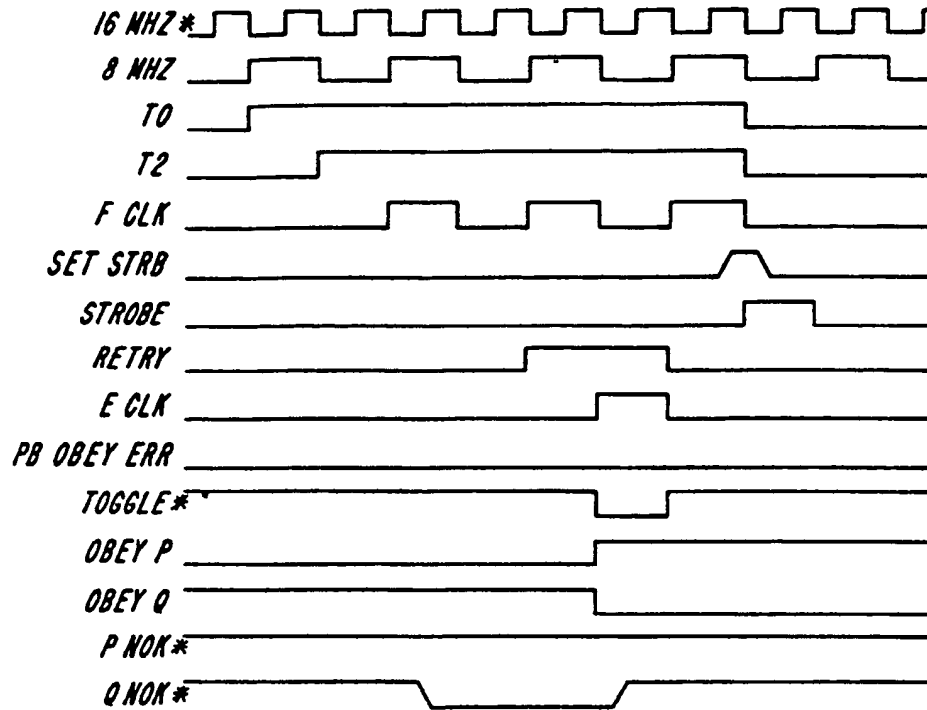 16 MHZ*
8 MHZ
T0
T2
F CLK
SET STRB
STROBE
RETRY
E CLK
PB OBEY ERR
TOGGLE*
OBEY P
OBEY Q
P NOK*
Q NOK*